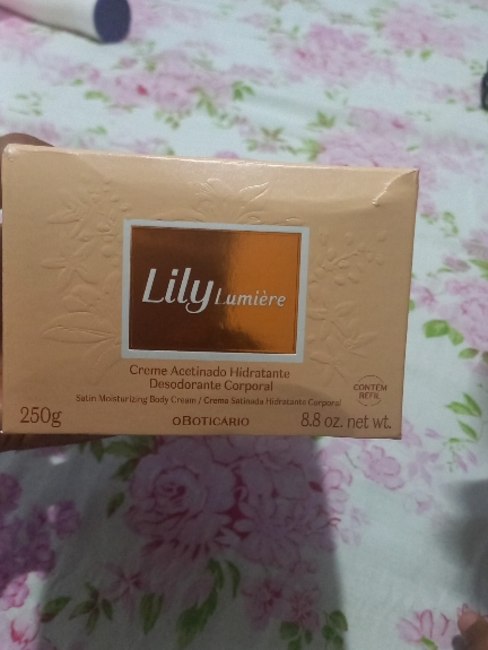 Lily Lumière
Creme Acetinado Hidratante
Desodorante Corporal
Satin Moisturizing Body Cream / Crema Satinada Hidratante Corporal
CONTÉM
REFIL
250g
oBOTICÁRIO
8.8 oz. net wt.